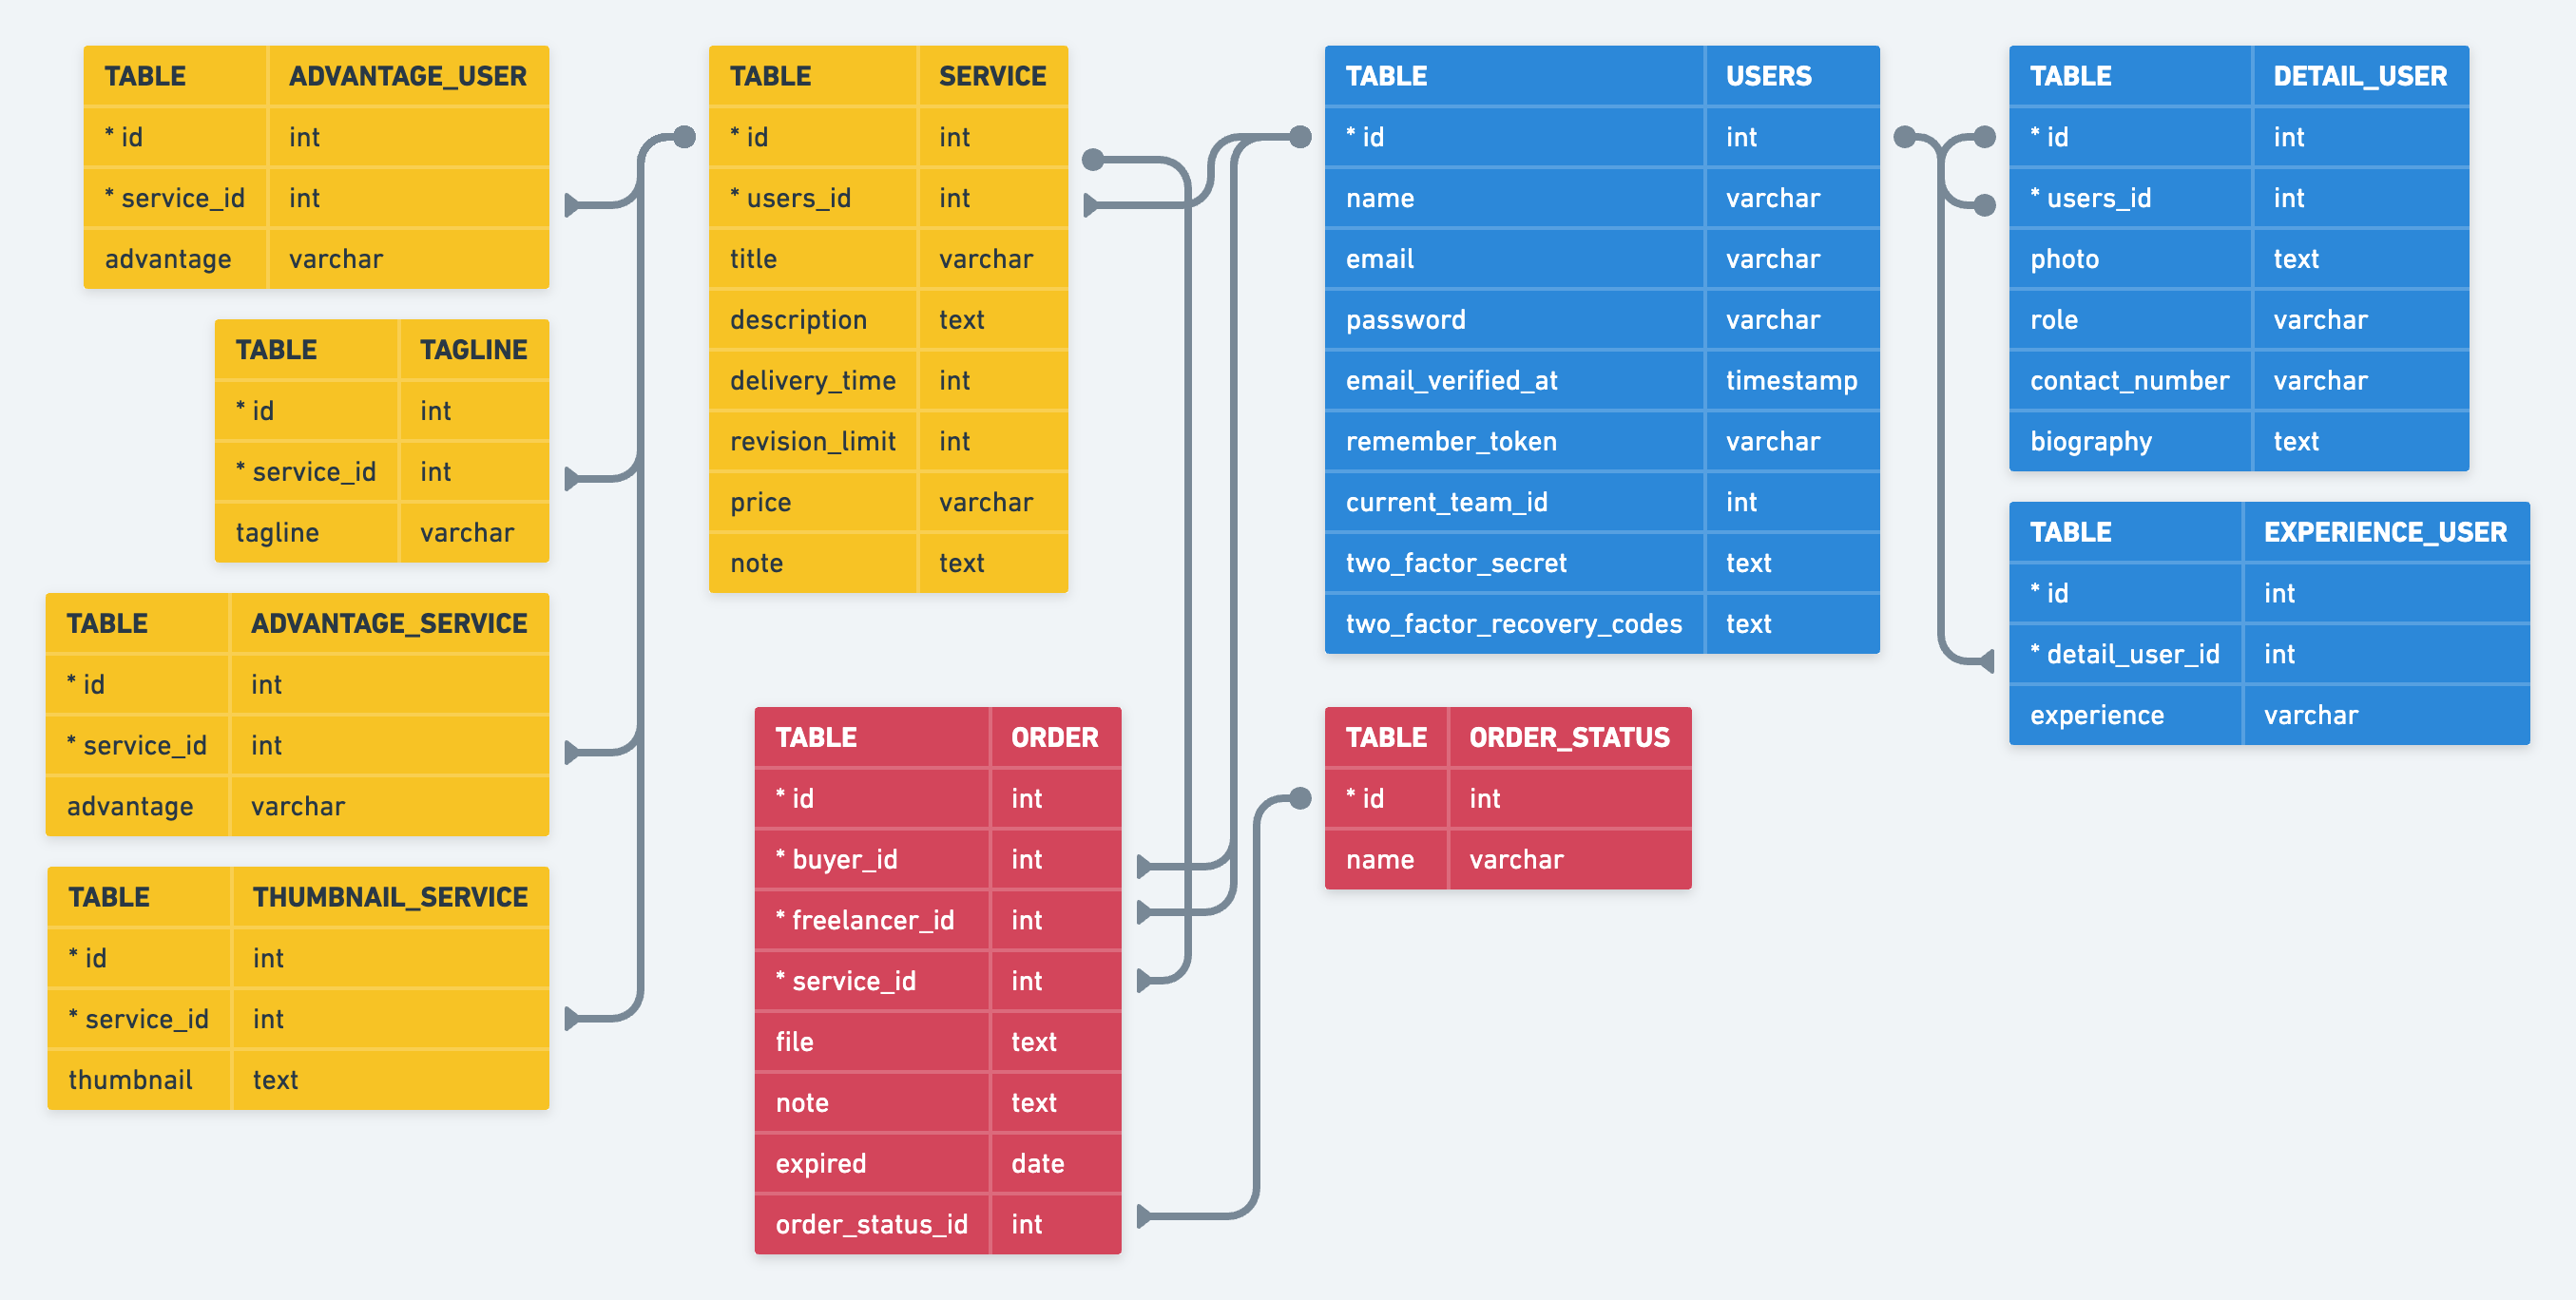 TABLE ADVANTAGE_USER
* id int
* service_id int
advantage varchar
TABLE TAGLINE
* id int
* service_id int
tagline varchar
TABLE ADVANTAGE_SERVICE
* id int
* service_id int
advantage varchar
TABLE THUMBNAIL_SERVICE
* id int
* service_id int
thumbnail text
TABLE SERVICE
* id int
* users_id int
title varchar
description text
delivery_time int
revision_limit int
price varchar
note text
TABLE ORDER
* id int
* buyer_id int
* freelancer_id int
* service_id int
file text
note text
expired date
order_status_id int
TABLE USERS
* id int
name varchar
email varchar
password varchar
email_verified_at timestamp
remember_token varchar
current_team_id int
two_factor_secret text
two_factor_recovery_codes text
TABLE ORDER_STATUS
* id int
name varchar
TABLE DETAIL_USER
* id int
* users_id int
photo text
role varchar
contact_number varchar
biography text
TABLE EXPERIENCE_USER
* id int
* detail_user_id int
experience varchar